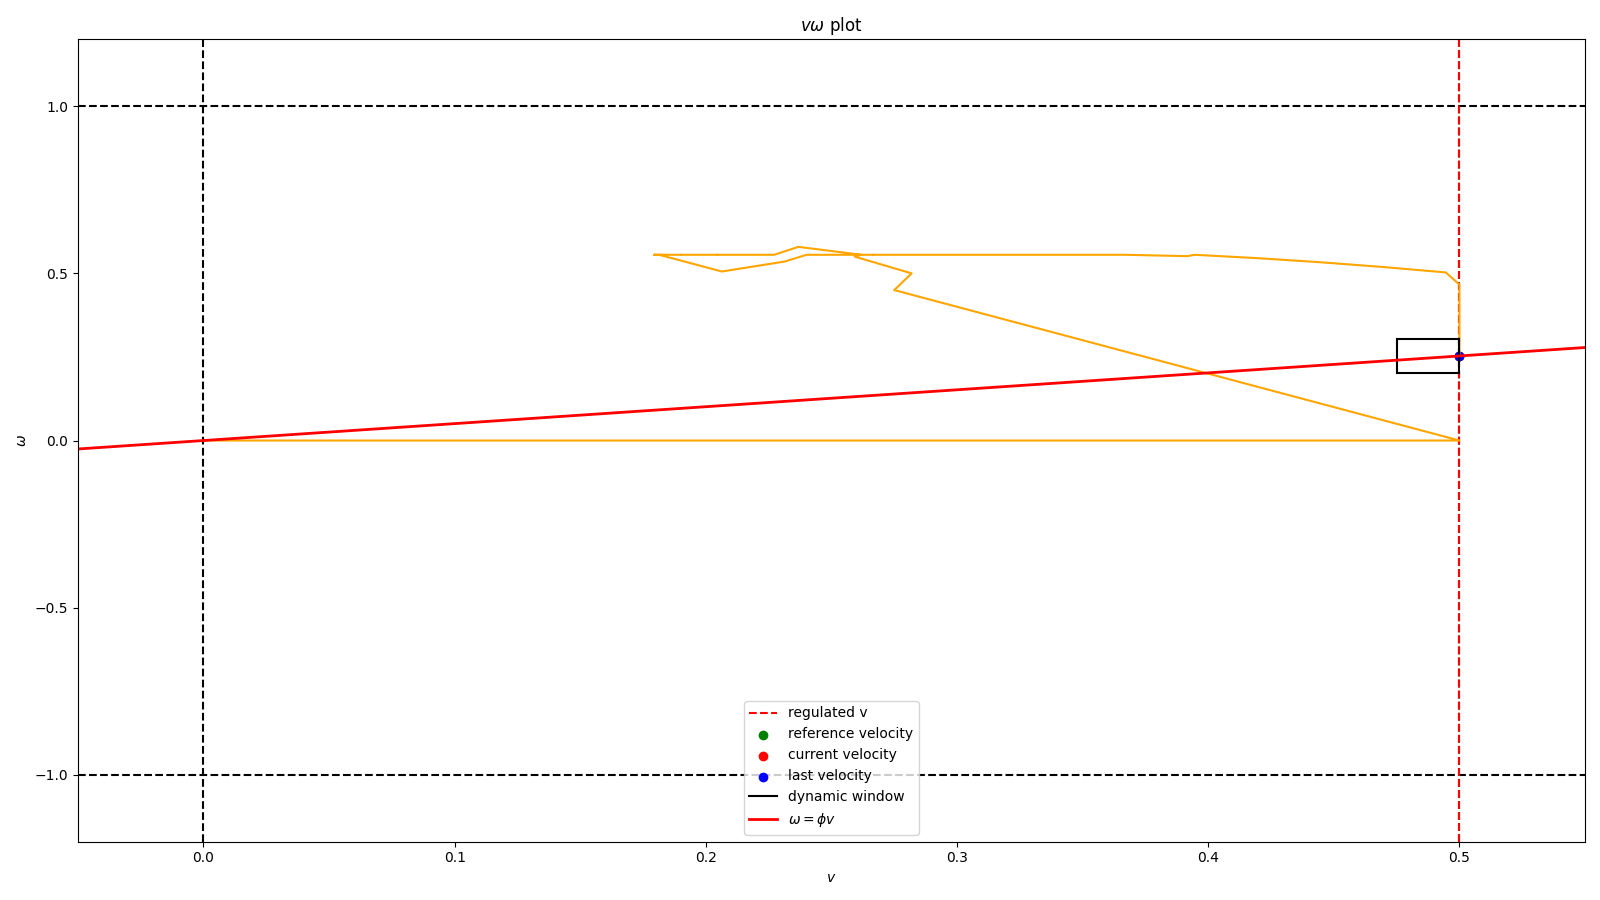 vω plot
1.0
0.5
0.0
−0.5
−1.0
ω
regulated v
reference velocity
current velocity
last velocity
dynamic window
ω = ϕv
0.0 0.1 0.2 0.3 0.4 0.5
v